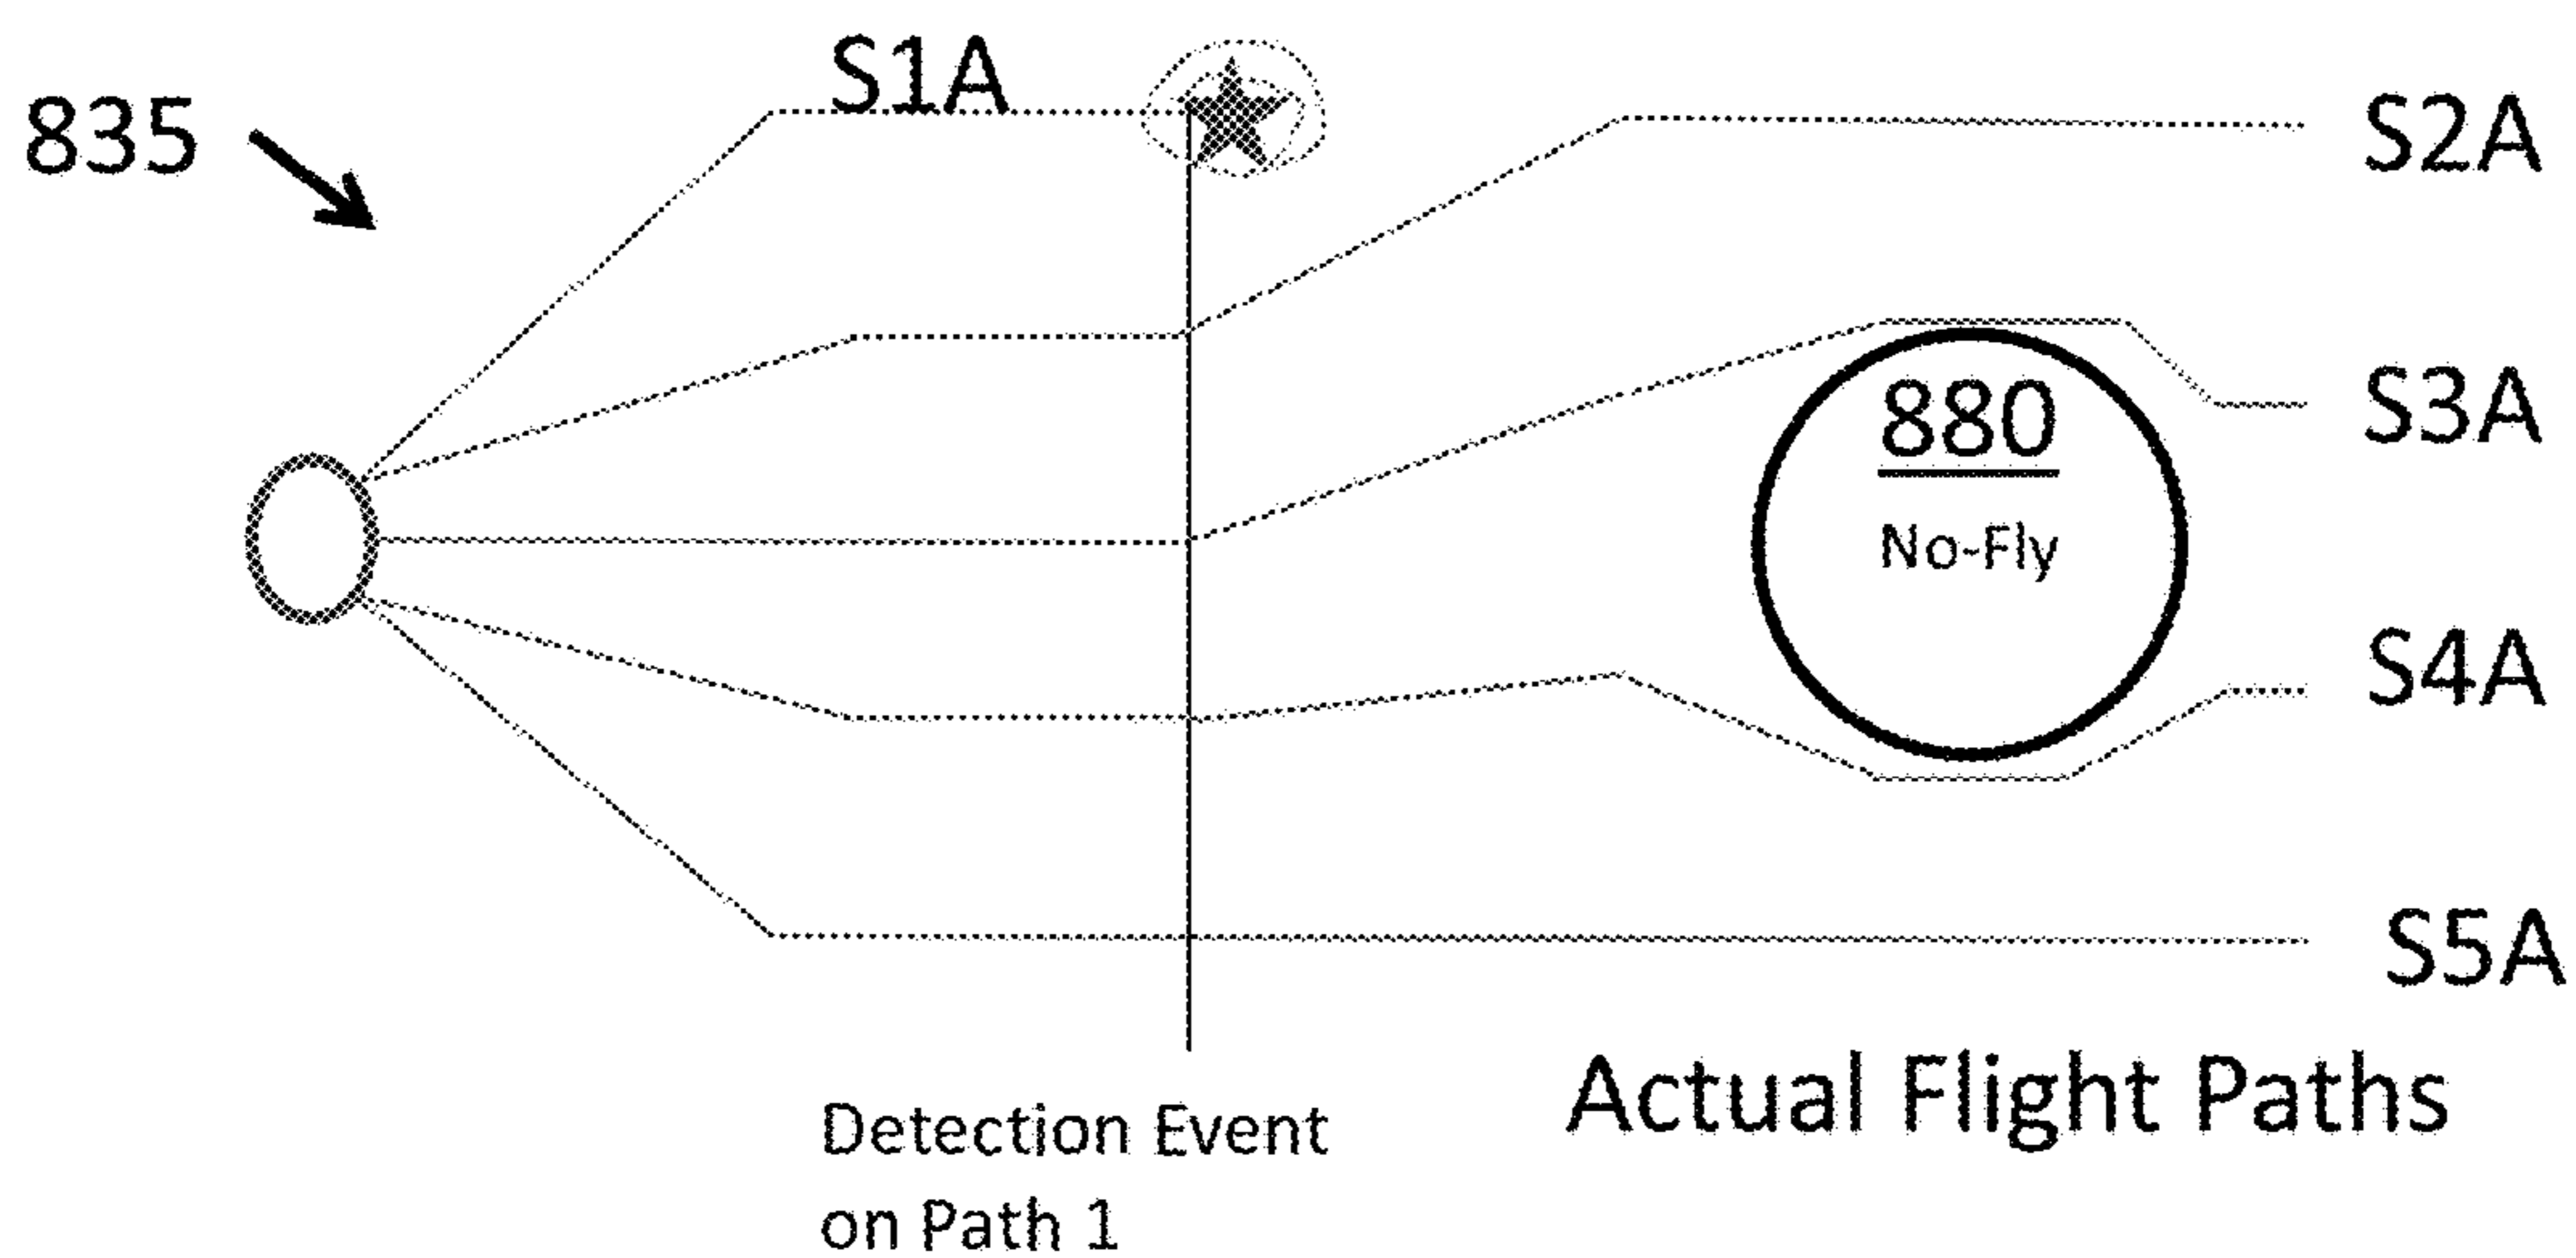 S1A
835
S2A
880
No-Fly
S3A
S4A
S5A
Actual Flight Paths
Detection Event
on Path 1